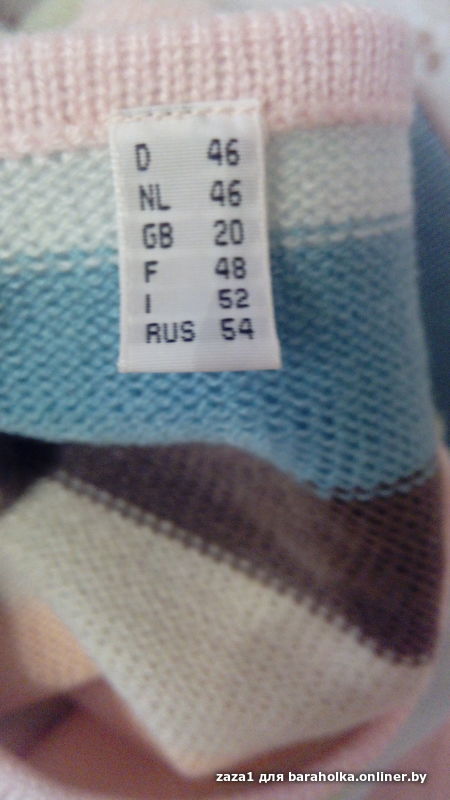 D 46
NL 46
GB 20
F 48
I 52
RUS 54
zaza1 для baraholka.onliner.by